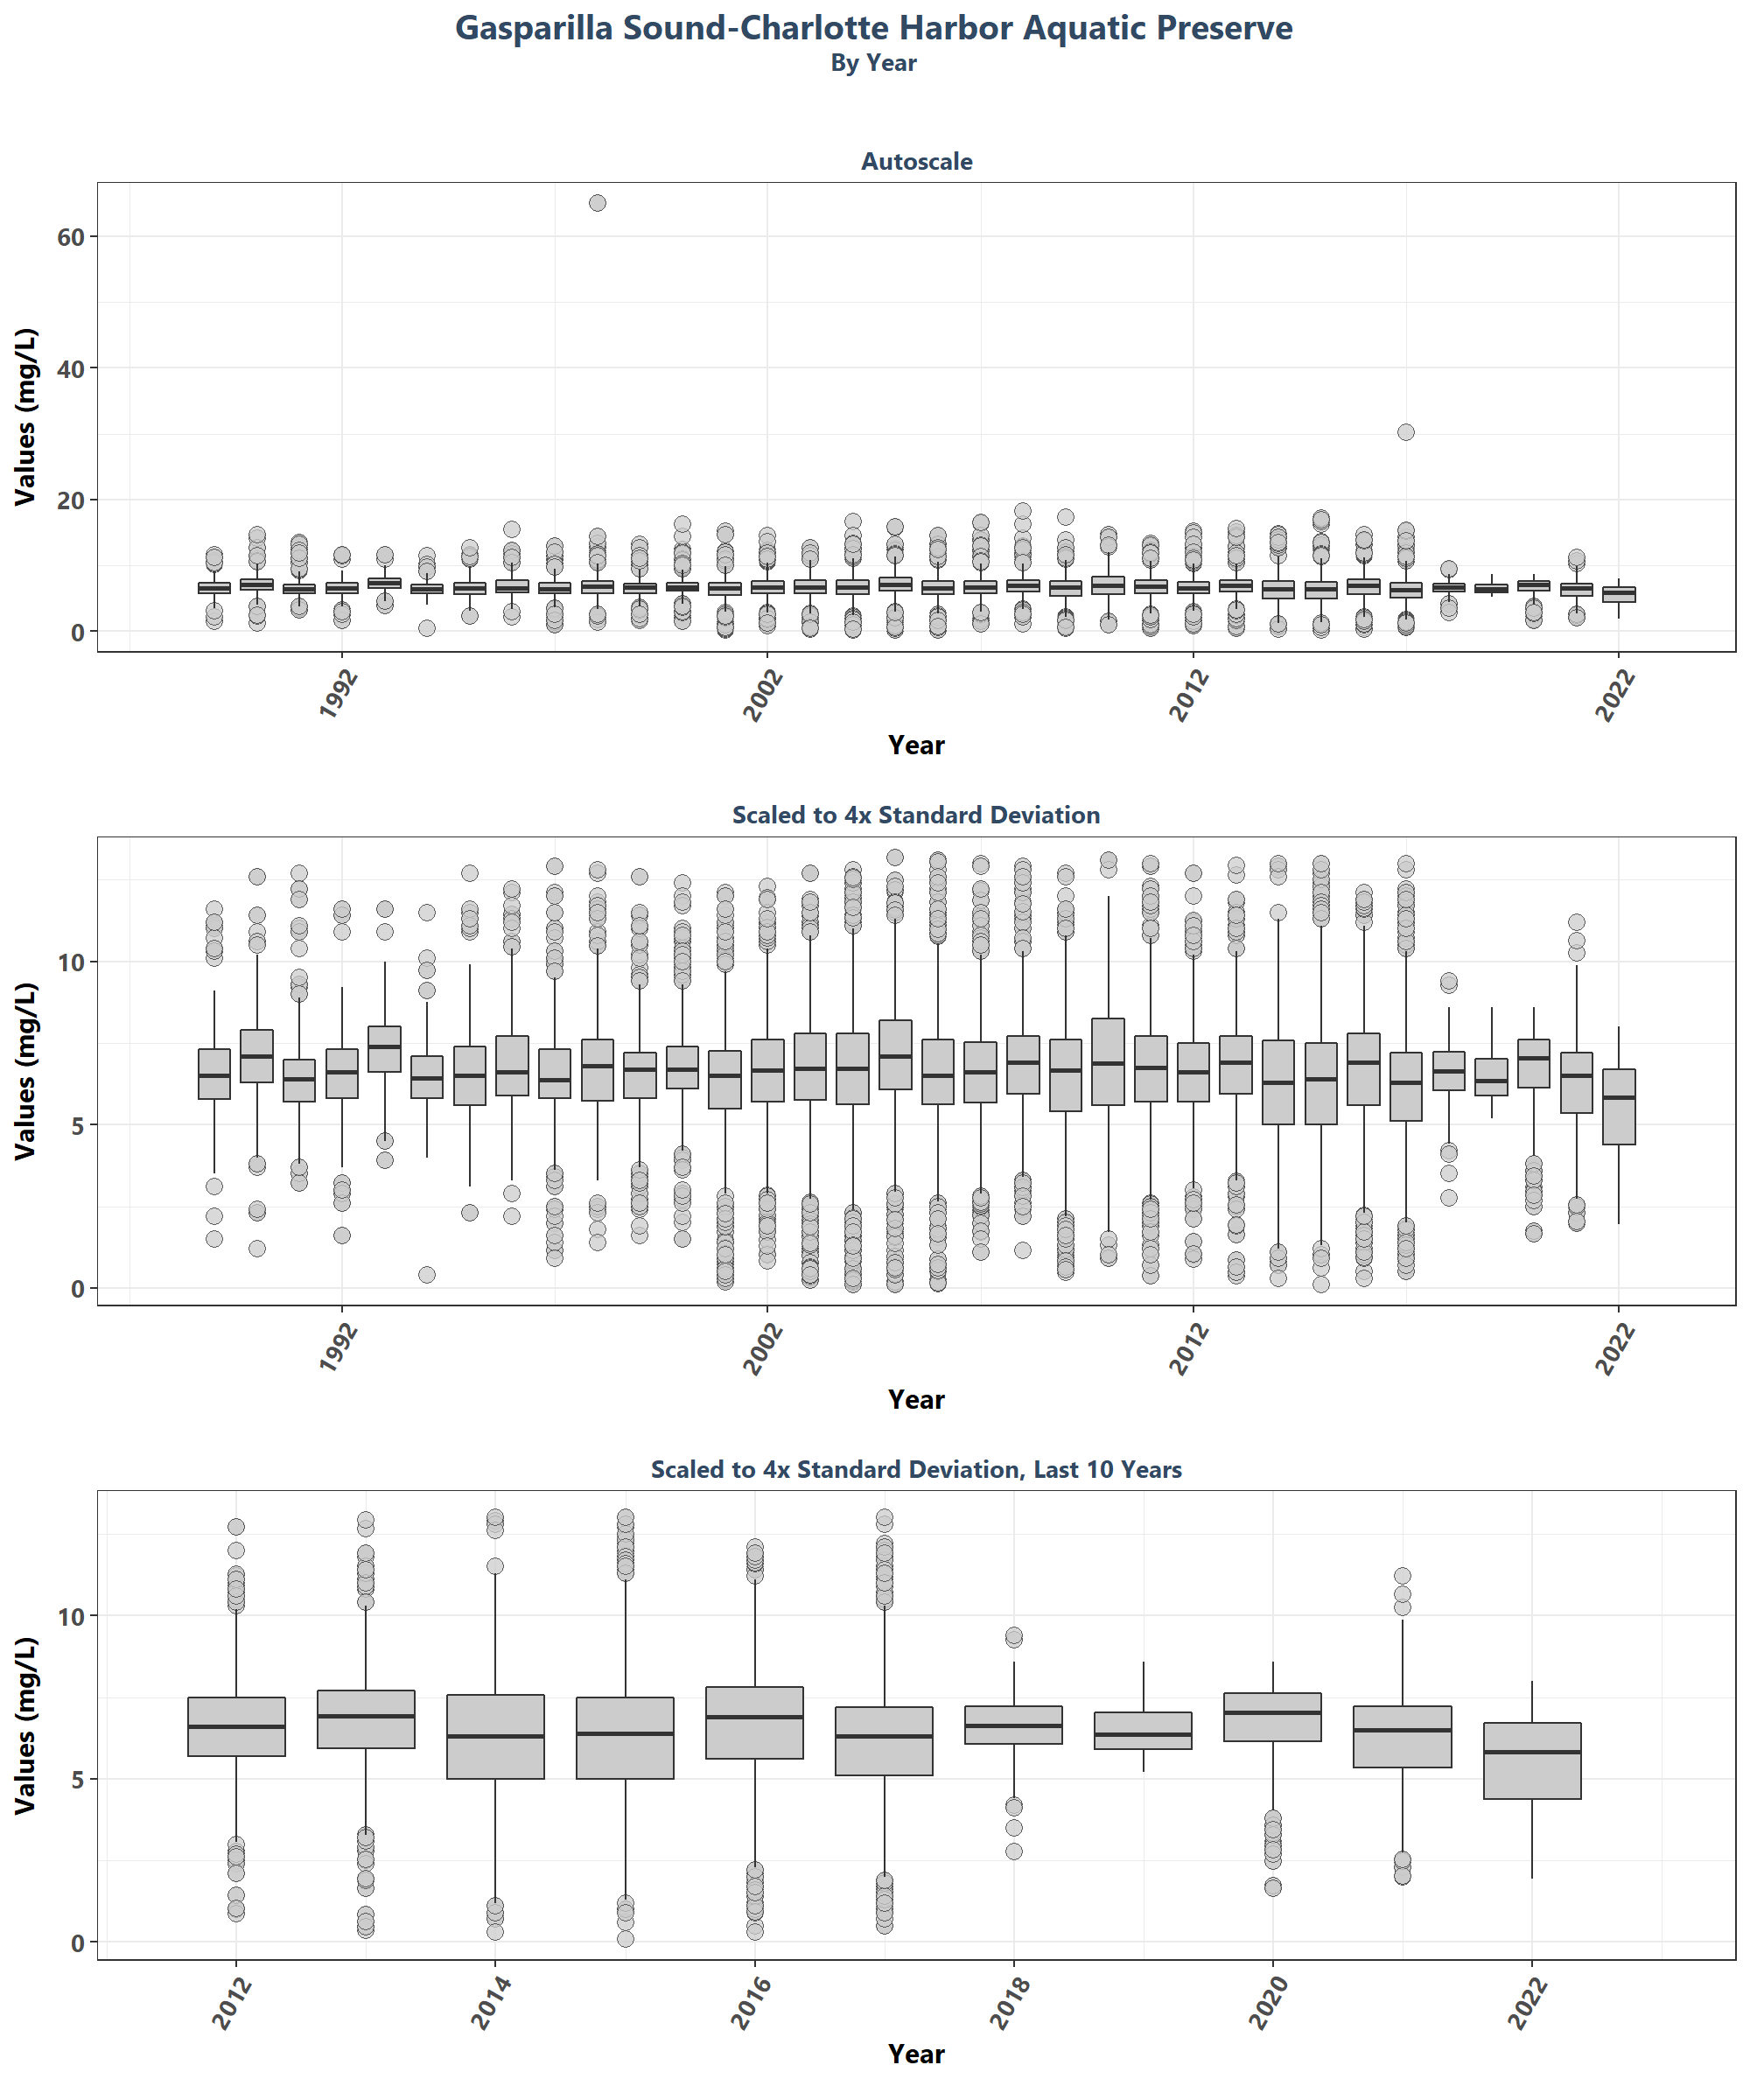 Gasparilla Sound-Charlotte Harbor Aquatic Preserve
By Year
Autoscale
Values (mg/L)
60
40
20
0
1992
2002
2012
2022
Year
Scaled to 4x Standard Deviation
Values (mg/L)
10
5
0
1992
2002
2012
2022
Year
Scaled to 4x Standard Deviation, Last 10 Years
Values (mg/L)
10
5
0
2012
2014
2016
2018
2020
2022
Year